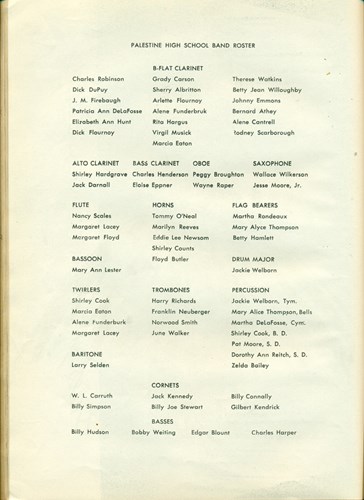 PALESTINE HIGH SCHOOL BAND ROSTER
B-FLAT CLARINET
Charles Robinson Grady Carson Therese Watkins
Dick DuPuy Sherry Albritton Betty Jean Willoughby
J. M. Firebaugh Arlette Flournoy Johnny Emmons
Patricia Ann DeLaFosse Alene Funderbruk Bernard Athey
Elizabeth Ann Hunt Rita Hargus Alene Cantrell
Dick Flournoy Virgil Musick Rodney Scarborough
Marcia Eaton
ALTO CLARINET BASS CLARINET OBOE SAXOPHONE
Shirley Hardgrave Charles Henderson Peggy Broughton Wallace Wilkerson
Jack Darnall Eloise Eppner Wayne Roper Jesse Moore, Jr.
FLUTE HORNS FLAG BEARERS
Nancy Scales Tommy O'Neal Martha Rondeaux
Margaret Lacey Marilyn Reeves Mary Alyce Thompson
Margaret Floyd Eddie Lee Newsom Betty Hamlett
Shirley Counts
BASSOON Floyd Butler DRUM MAJOR
Mary Ann Lester Jackie Welborn
TWIRLERS TROMBONES PERCUSSION
Shirley Cook Harry Richards Jackie Welborn, Tym.
Marcia Eaton Franklin Neuberger Mary Alice Thompson, Bells
Alene Funderburk Norwood Smith Martha DeLaFosse, Cym.
Margaret Lacey June Walker Shirley Cook, B. D.
Pat Moore, S. D.
BARITONE Dorothy Ann Reitch, S. D.
Larry Selden Zelda Bailey
CORNETS
W. L. Carruth Jack Kennedy Billy Connally
Billy Simpson Billy Joe Stewart Gilbert Kendrick
BASSES
Billy Hudson Bobby Weiting Edgar Blount Charles Harper